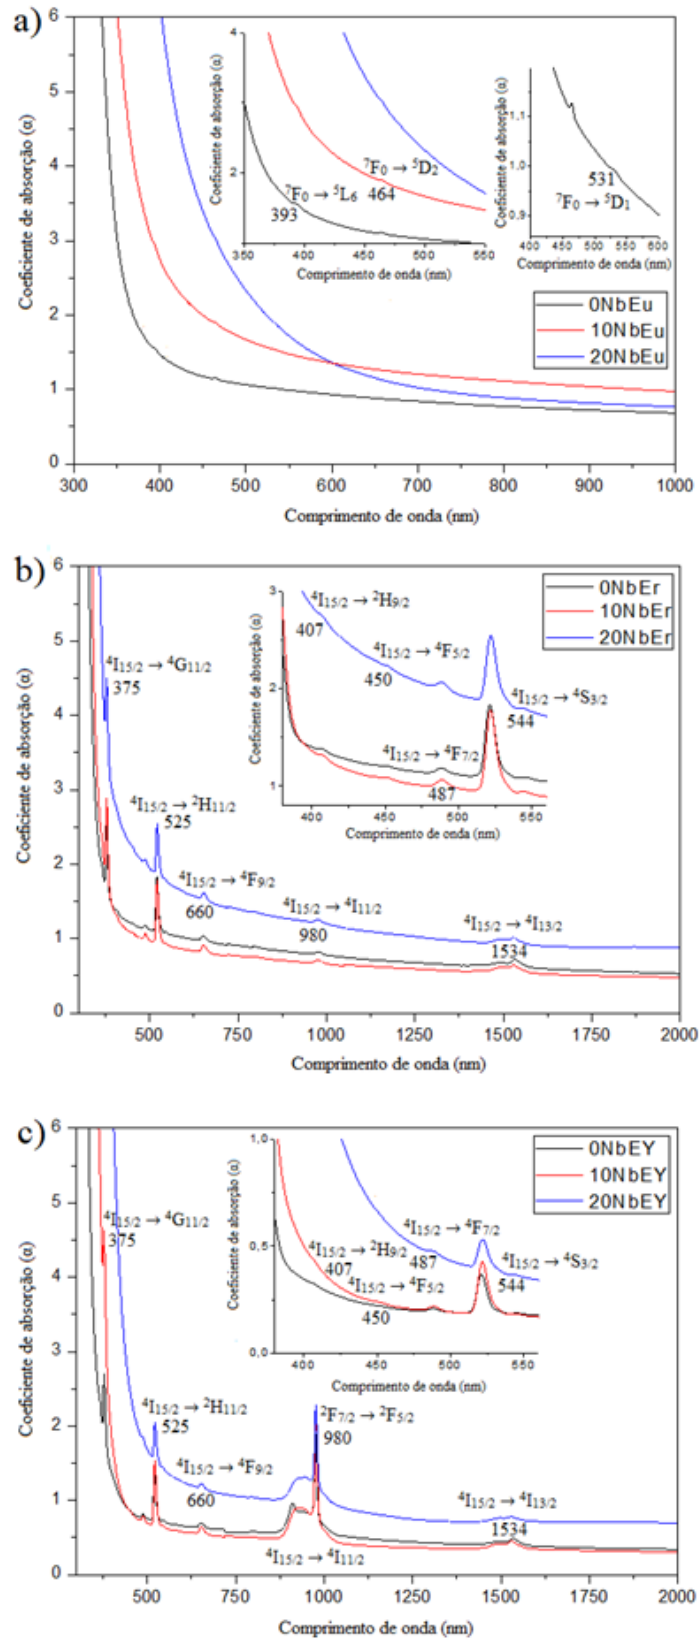 a)
6
5
4
3
2
1
0
Coeficiente de absorção (α)
300 400 500 600 700 800 900 1000
Comprimento de onda (nm)
4
2
Coeficiente de absorção (α)
⁷F₀ → ⁵D₂
464
⁷F₀ → ⁵L₆
393
350 400 450 500 550
Comprimento de onda (nm)
1,1
1,0
0,9
Coeficiente de absorção (α)
531
⁷F₀ → ⁵D₁
400 450 500 550 600
Comprimento de onda (nm)
0NbEu
10NbEu
20NbEu
b)
6
5
4
3
2
1
0
Coeficiente de absorção (α)
⁴I₁₅/₂ → ⁴G₁₁/₂
375
⁴I₁₅/₂ → ²H₁₁/₂
525
⁴I₁₅/₂ → ⁴F₉/₂
660
⁴I₁₅/₂ → ⁴I₁₁/₂
980
⁴I₁₅/₂ → ⁴I₁₃/₂
1534
500 750 1000 1250 1500 1750 2000
Comprimento de onda (nm)
3
2
1
Coeficiente de absorção (α)
⁴I₁₅/₂ → ²H₉/₂
407
⁴I₁₅/₂ → ⁴F₅/₂
450
⁴I₁₅/₂ → ⁴S₃/₂
544
⁴I₁₅/₂ → ⁴F₇/₂
487
400 450 500 550
Comprimento de onda (nm)
0NbEr
10NbEr
20NbEr
c)
6
5
4
3
2
1
0
Coeficiente de absorção (α)
⁴I₁₅/₂ → ⁴G₁₁/₂
375
⁴I₁₅/₂ → ²H₁₁/₂
525
⁴I₁₅/₂ → ⁴F₉/₂
660
²F₇/₂ → ²F₅/₂
980
⁴I₁₅/₂ → ⁴I₁₁/₂
⁴I₁₅/₂ → ⁴I₁₃/₂
1534
500 750 1000 1250 1500 1750 2000
Comprimento de onda (nm)
1,0
0,5
0,0
Coeficiente de absorção (α)
⁴I₁₅/₂ → ⁴F₇/₂
487
⁴I₁₅/₂ → ²H₉/₂
407
⁴I₁₅/₂ → ⁴S₃/₂
544
⁴I₁₅/₂ → ⁴F₅/₂
450
400 450 500 550
Comprimento de onda (nm)
0NbEY
10NbEY
20NbEY